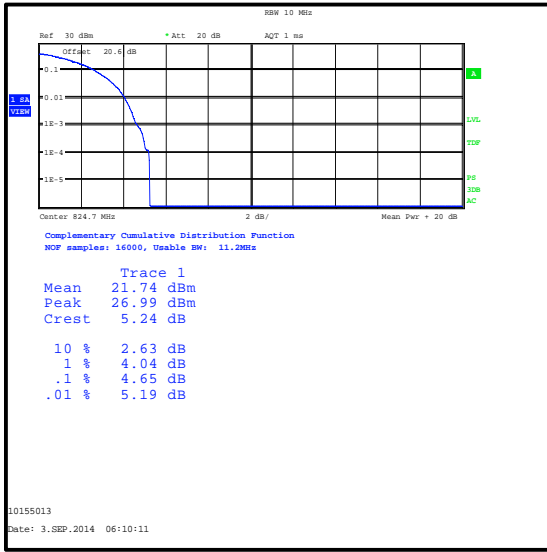 RBW 10 MHz
Ref 30 dBm * Att 20 dB AQT 1 ms
Offset 20.6 dB
0.1
A
1 SA
VIEW
0.01
1E-3
LVL
1E-4
TDF
1E-5
PS
3DB
AC
Center 824.7 MHz 2 dB/ Mean Pwr + 20 dB
Complementary Cumulative Distribution Function
NOF samples: 16000, Usable BW: 11.2MHz
Trace 1
Mean 21.74 dBm
Peak 26.99 dBm
Crest 5.24 dB
10 % 2.63 dB
1 % 4.04 dB
.1 % 4.65 dB
.01 % 5.19 dB
10155013
Date: 3.SEP.2014 06:10:11